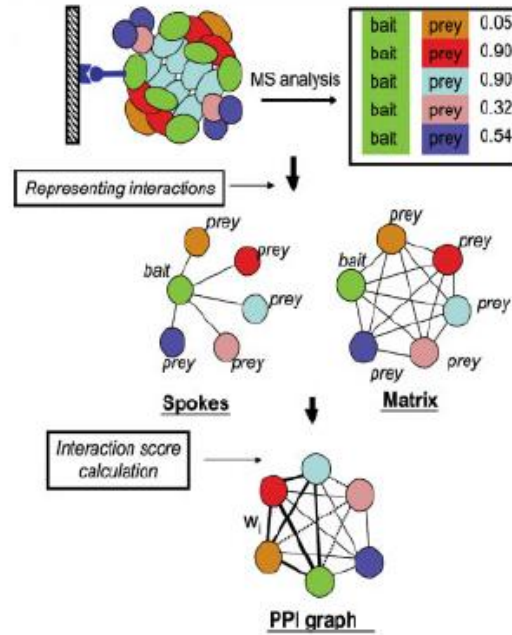 MS analysis
bait prey 0.05
bait prey 0.90
bait prey 0.90
bait prey 0.32
bait prey 0.54
Representing interactions
prey
prey
bait
prey
prey
prey
Spokes
prey
prey
bait
prey
prey
prey
Matrix
Interaction score
calculation
Wi
PPI graph